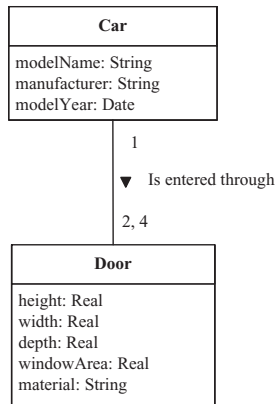 Car
modelName: String
manufacturer: String
modelYear: Date
1
Is entered through
2, 4
Door
height: Real
width: Real
depth: Real
windowArea: Real
material: String